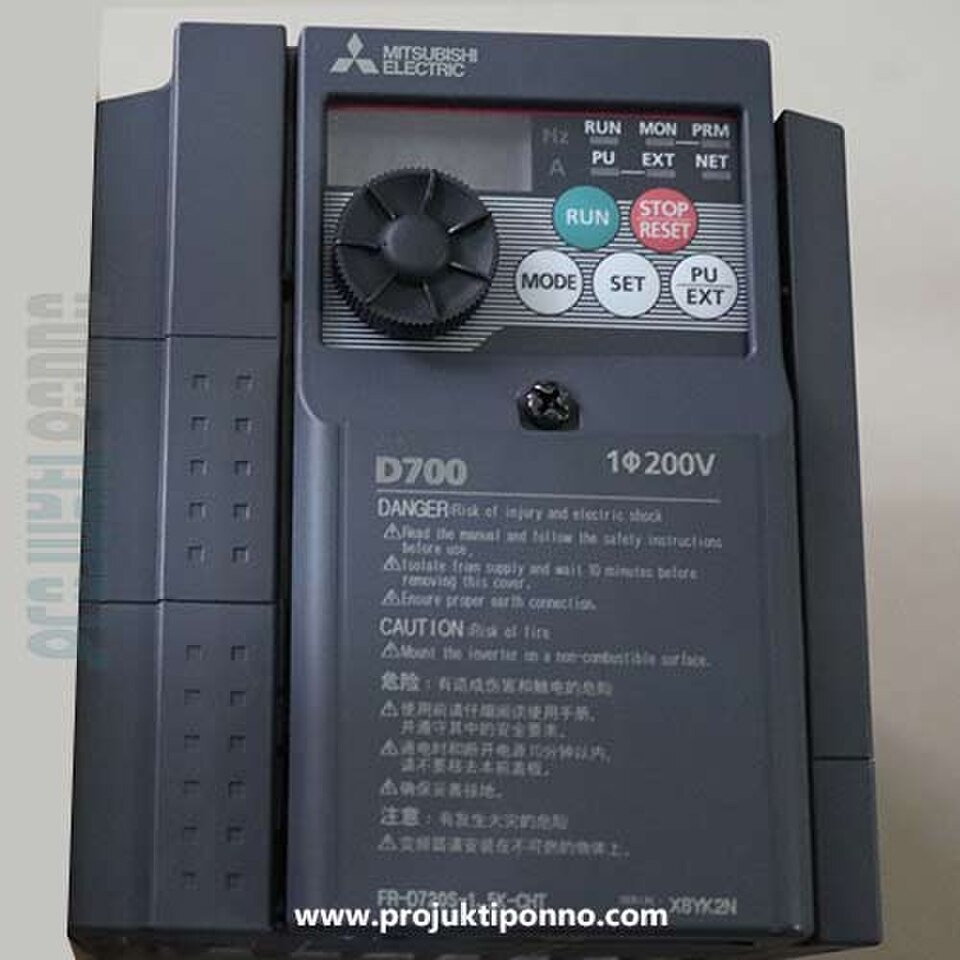 MITSUBISHI
ELECTRIC
Hz
A
RUN MON PRM
PU EXT NET
RUN
STOP
RESET
MODE
SET
PU
EXT
D700
1Φ200V
DANGER:Risk of injury and electric shock
⚠Read the manual and follow the safety instructions
before use.
⚠Isolate from supply and wait 10 minutes before
removing this cover.
⚠Ensure proper earth connection.
CAUTION:Risk of fire
⚠Mount the inverter on a non-combustible surface.
危险：有造成伤害和触电的危险
⚠使用前请仔细阅读使用手册，
并遵守其中的安全要求。
⚠通电时和断开电源10分钟以内，
请不要移去本前盖板。
⚠确保妥善接地。
注意：有发生火灾的危险
⚠变频器请安装在不可燃的物体上。
FR-D720S-1.5K-CHT
X8YK2N
www.projuktiponno.com